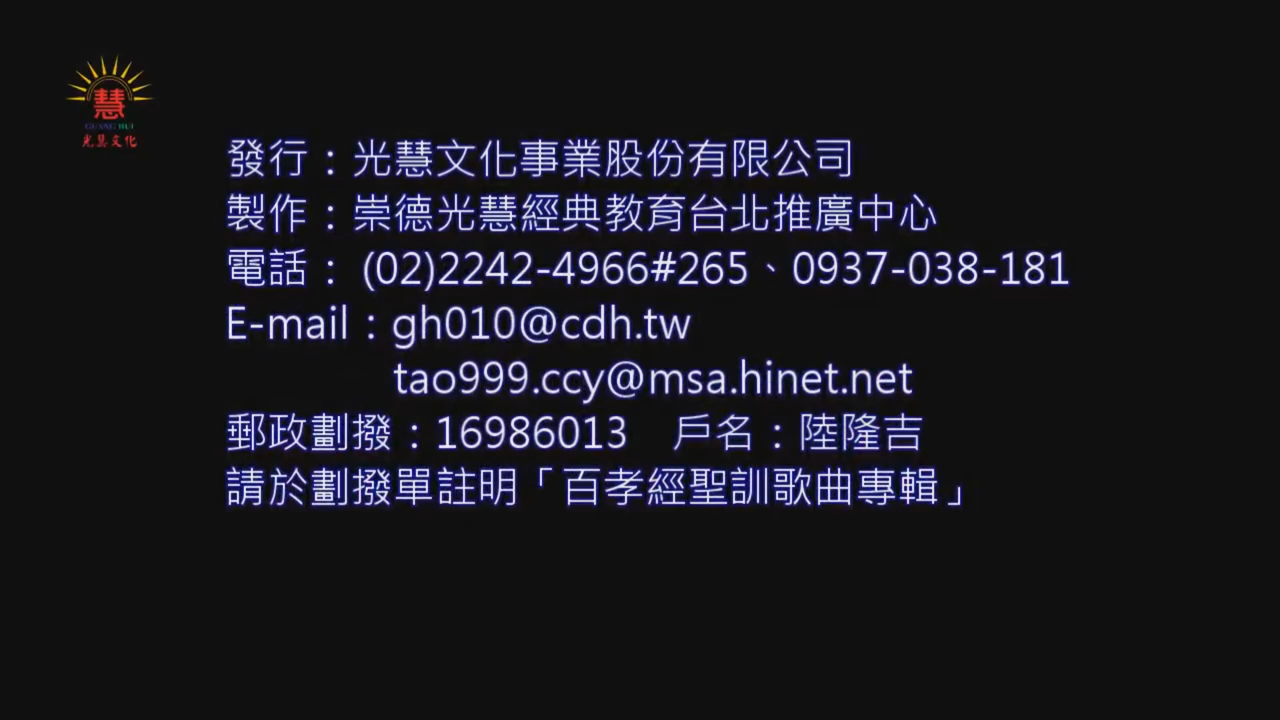 慧
GUANG HUI
光慧文化
發行：光慧文化事業股份有限公司
製作：崇德光慧經典教育台北推廣中心
電話： (02)2242-4966#265、0937-038-181
E-mail：gh010@cdh.tw
tao999.ccy@msa.hinet.net
郵政劃撥：16986013　戶名：陸隆吉
請於劃撥單註明「百孝經聖訓歌曲專輯」